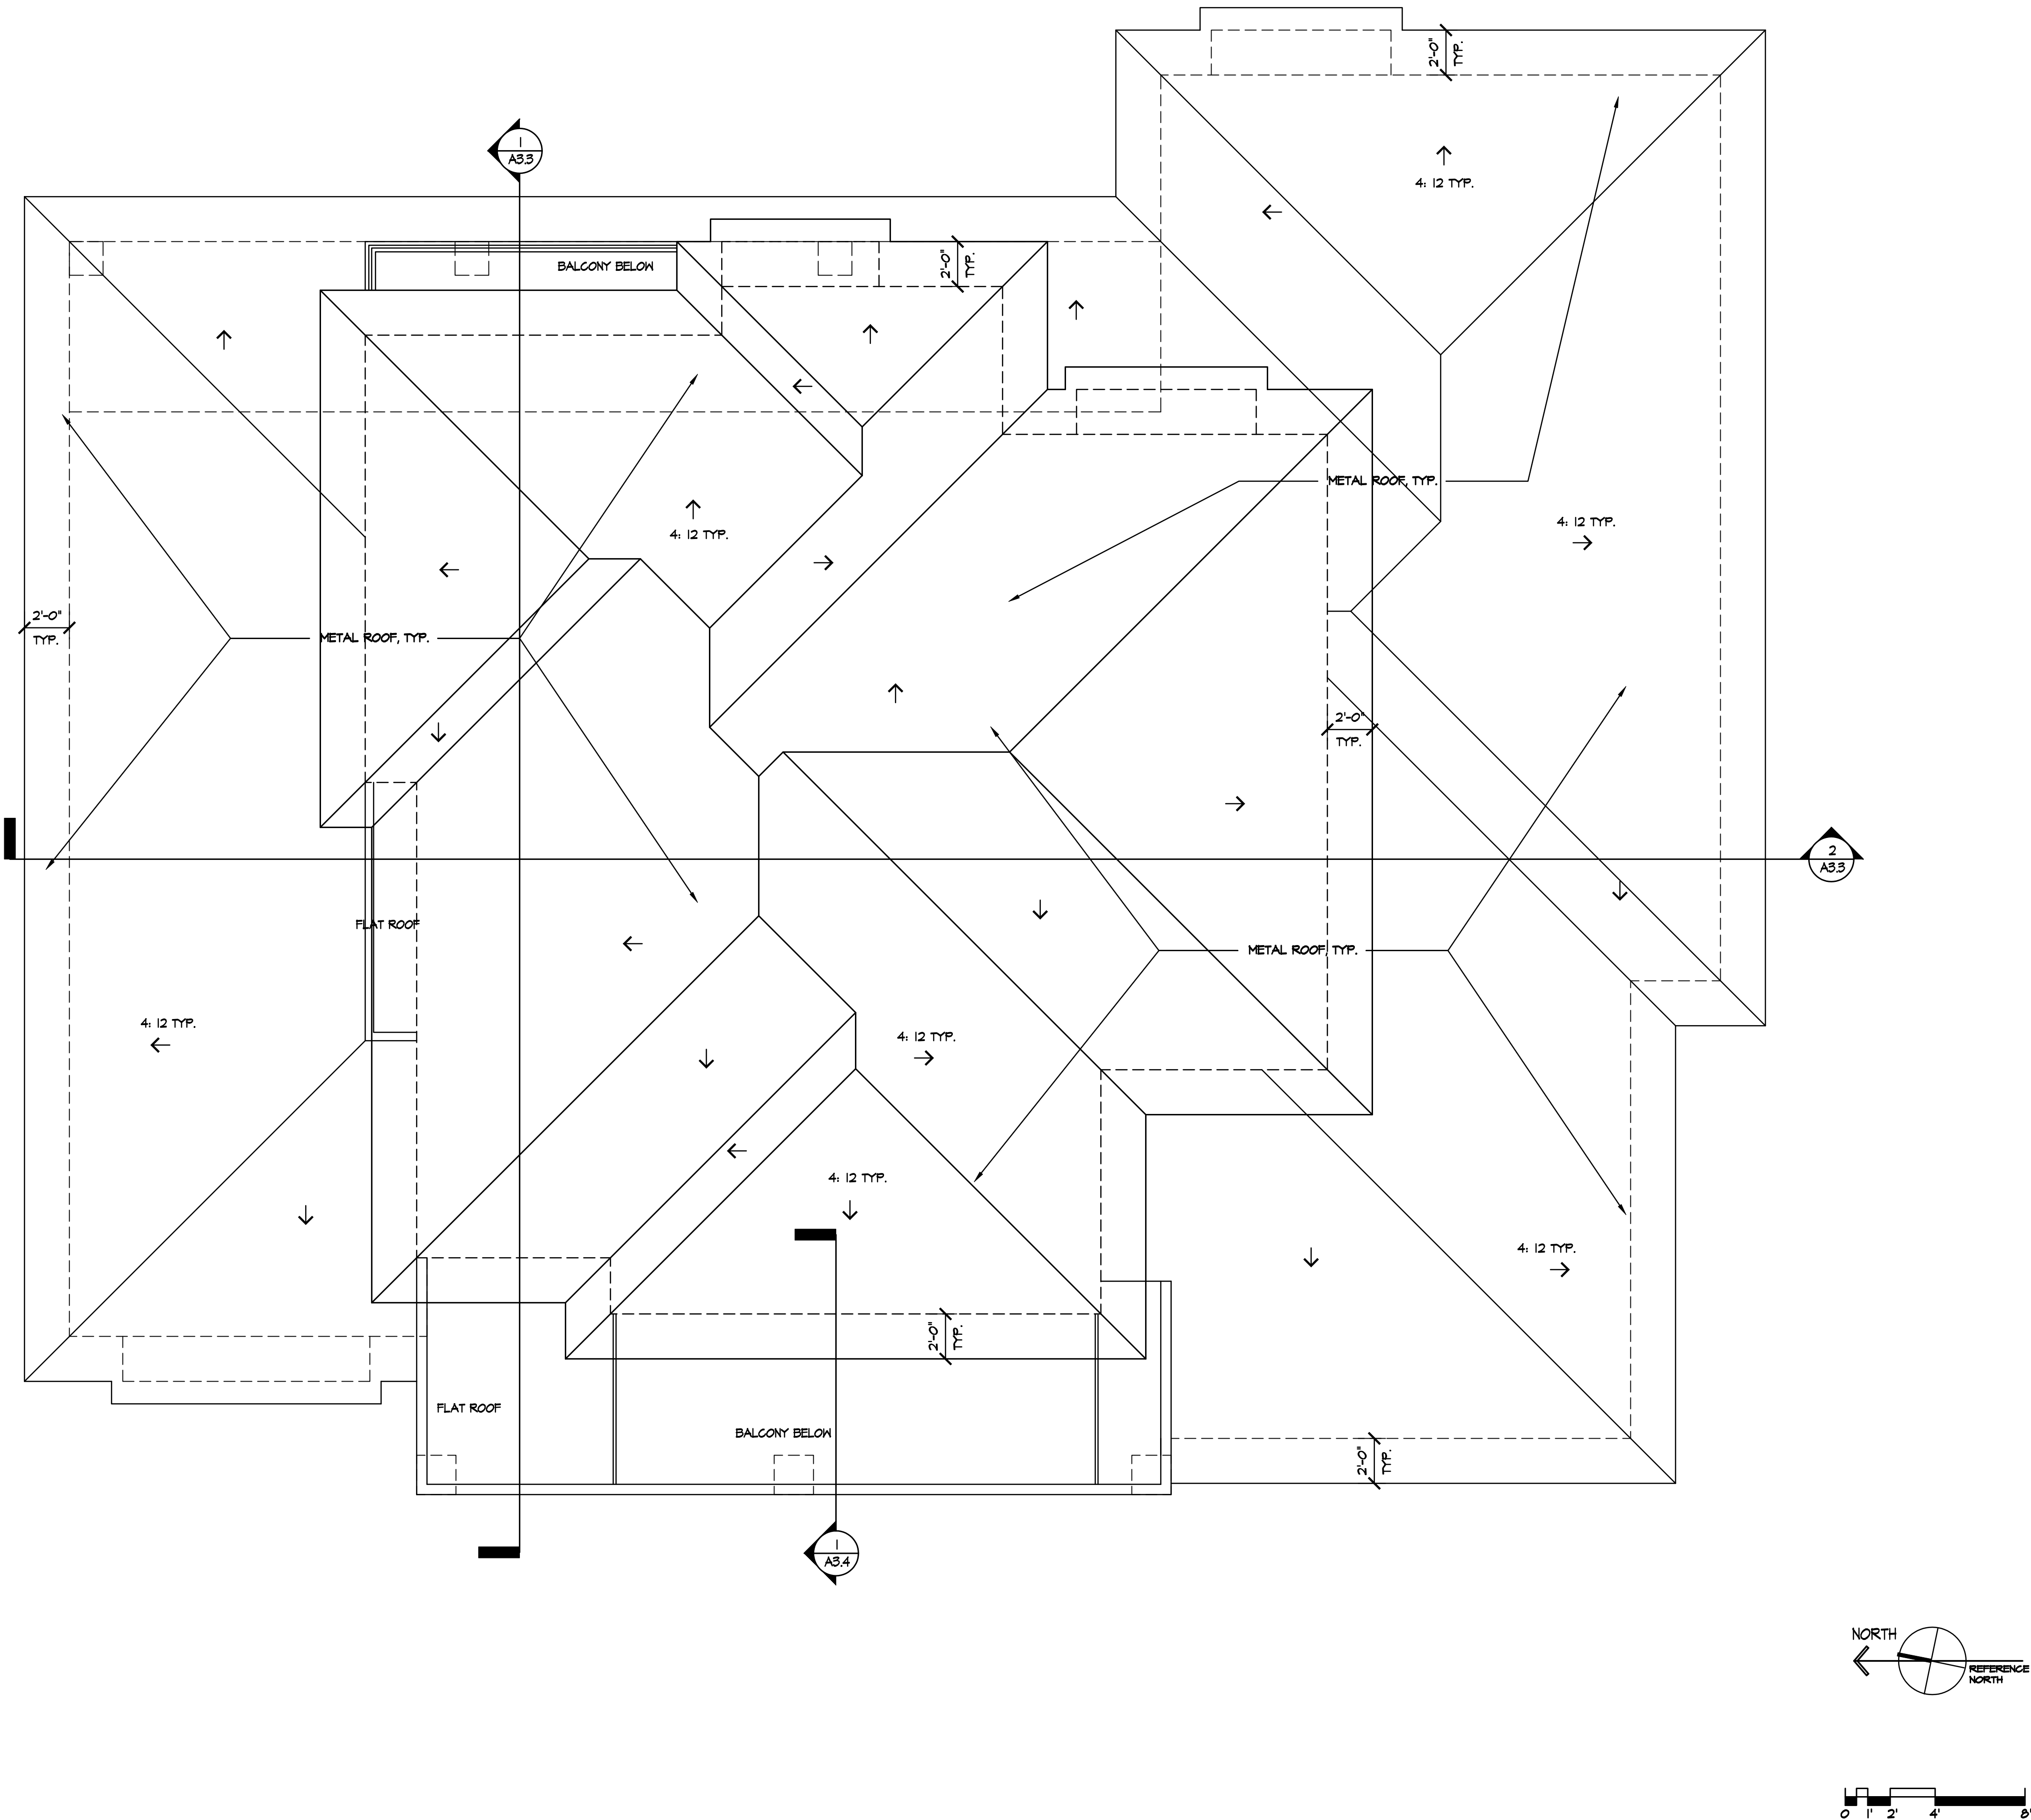 2'-0"
TYP.
1
A3.3
4: 12 TYP.
BALCONY BELOW
2'-0"
TYP.
METAL ROOF, TYP.
4: 12 TYP.
4: 12 TYP.
2'-0"
TYP.
METAL ROOF, TYP.
2'-0"
TYP.
2
A3.3
FLAT ROOF
METAL ROOF, TYP.
4: 12 TYP.
4: 12 TYP.
4: 12 TYP.
4: 12 TYP.
2'-0"
TYP.
FLAT ROOF
BALCONY BELOW
2'-0"
TYP.
1
A3.4
NORTH
REFERENCE
NORTH
0 1' 2' 4' 8'